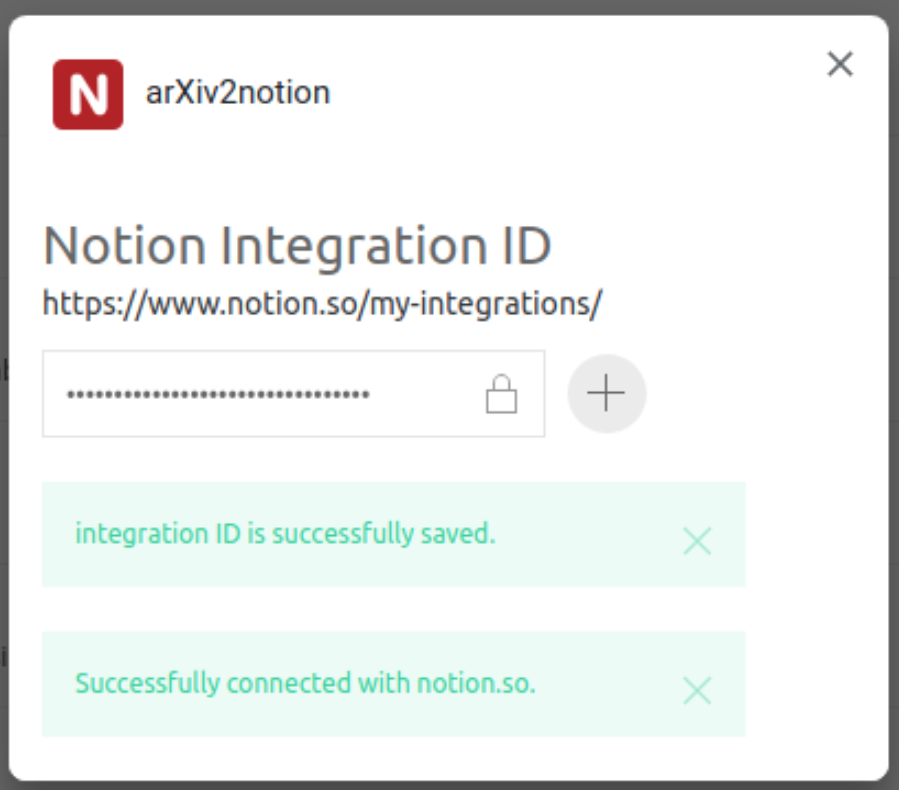 N
arXiv2notion
Notion Integration ID
https://www.notion.so/my-integrations/
integration ID is successfully saved.
Successfully connected with notion.so.